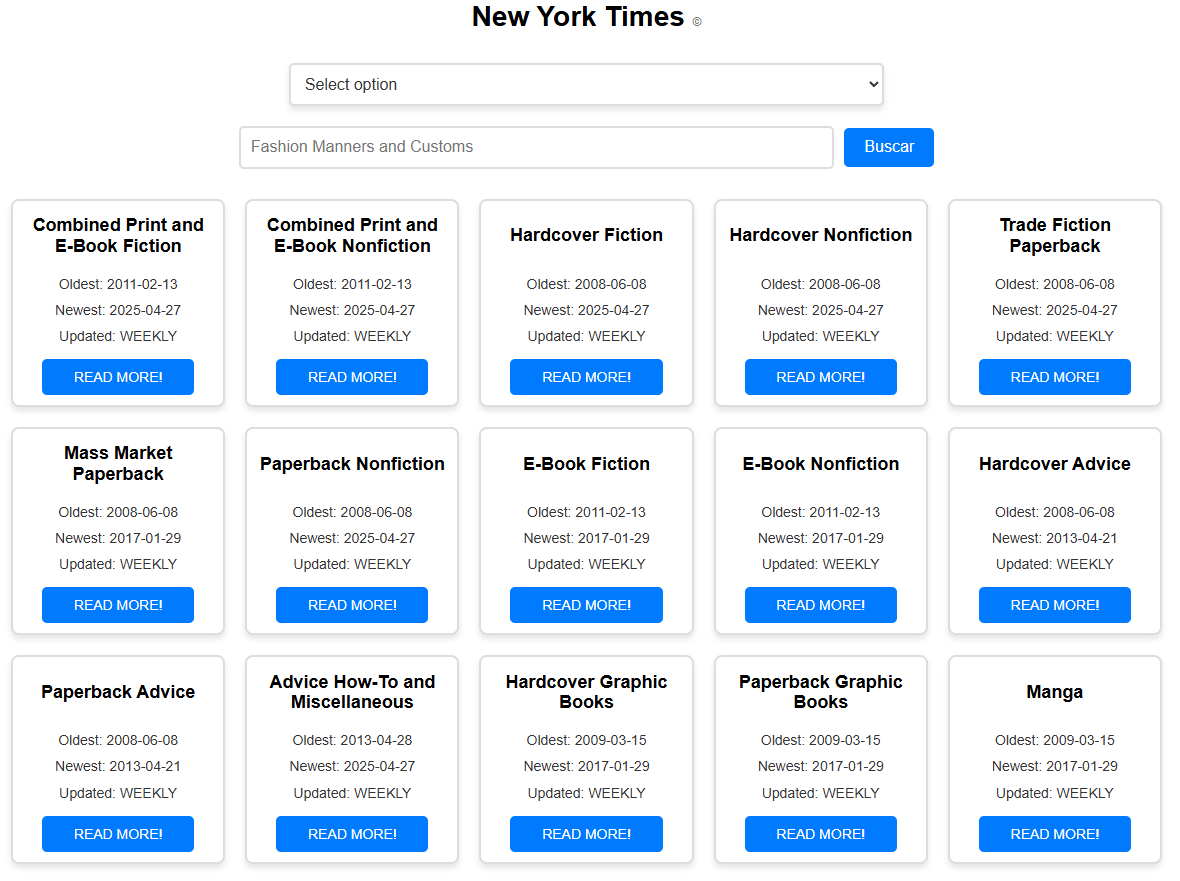 New York Times ©
Select option
Fashion Manners and Customs
Buscar
Combined Print and
E-Book Fiction
Oldest: 2011-02-13
Newest: 2025-04-27
Updated: WEEKLY
READ MORE!
Combined Print and
E-Book Nonfiction
Oldest: 2011-02-13
Newest: 2025-04-27
Updated: WEEKLY
READ MORE!
Hardcover Fiction
Oldest: 2008-06-08
Newest: 2025-04-27
Updated: WEEKLY
READ MORE!
Hardcover Nonfiction
Oldest: 2008-06-08
Newest: 2025-04-27
Updated: WEEKLY
READ MORE!
Trade Fiction
Paperback
Oldest: 2008-06-08
Newest: 2025-04-27
Updated: WEEKLY
READ MORE!
Mass Market
Paperback
Oldest: 2008-06-08
Newest: 2017-01-29
Updated: WEEKLY
READ MORE!
Paperback Nonfiction
Oldest: 2008-06-08
Newest: 2025-04-27
Updated: WEEKLY
READ MORE!
E-Book Fiction
Oldest: 2011-02-13
Newest: 2017-01-29
Updated: WEEKLY
READ MORE!
E-Book Nonfiction
Oldest: 2011-02-13
Newest: 2017-01-29
Updated: WEEKLY
READ MORE!
Hardcover Advice
Oldest: 2008-06-08
Newest: 2013-04-21
Updated: WEEKLY
READ MORE!
Paperback Advice
Oldest: 2008-06-08
Newest: 2013-04-21
Updated: WEEKLY
READ MORE!
Advice How-To and
Miscellaneous
Oldest: 2013-04-28
Newest: 2025-04-27
Updated: WEEKLY
READ MORE!
Hardcover Graphic
Books
Oldest: 2009-03-15
Newest: 2017-01-29
Updated: WEEKLY
READ MORE!
Paperback Graphic
Books
Oldest: 2009-03-15
Newest: 2017-01-29
Updated: WEEKLY
READ MORE!
Manga
Oldest: 2009-03-15
Newest: 2017-01-29
Updated: WEEKLY
READ MORE!